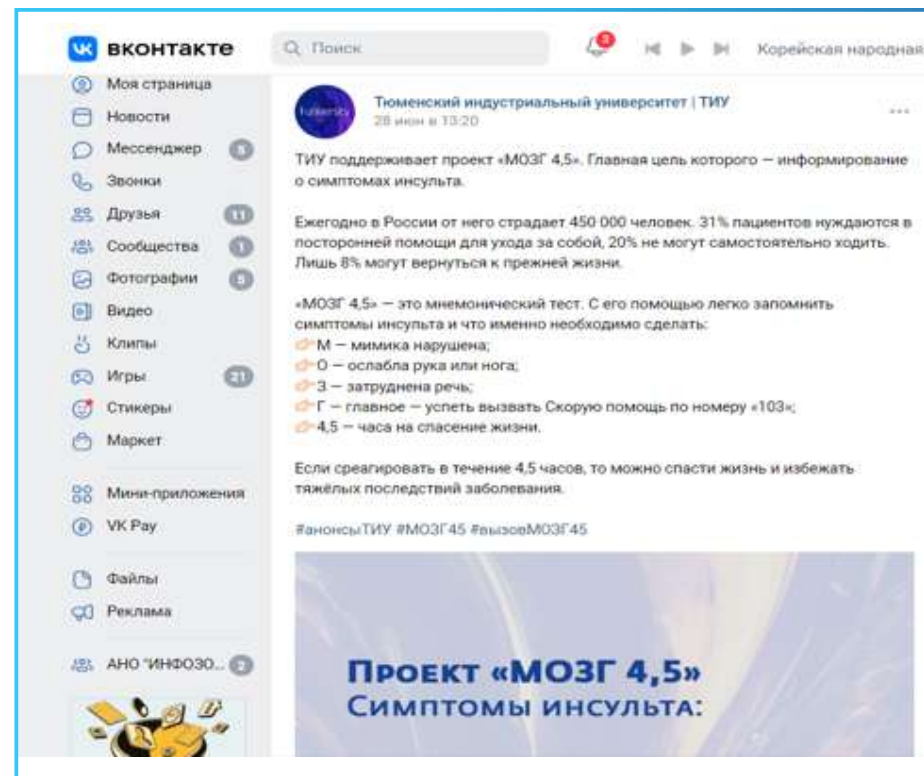 вконтакте
Поиск
3
Корейская народная
Моя страница
Новости
Мессенджер 5
Звонки
Друзья 11
Сообщества 1
Фотографии 5
Видео
Клипы
Игры 21
Стикеры
Маркет
Мини-приложения
VK Pay
Файлы
Реклама
АНО "ИНФОЗО... 2
Тюменский индустриальный университет | ТИУ
28 июн в 13:20
ТИУ поддерживает проект «МОЗГ 4,5». Главная цель которого — информирование
о симптомах инсульта.
Ежегодно в России от него страдает 450 000 человек. 31% пациентов нуждаются в
посторонней помощи для ухода за собой, 20% не могут самостоятельно ходить.
Лишь 8% могут вернуться к прежней жизни.
«МОЗГ 4,5» — это мнемонический тест. С его помощью легко запомнить
симптомы инсульта и что именно необходимо сделать:
👉🏻М — мимика нарушена;
👉🏻О — ослабла рука или нога;
👉🏻З — затруднена речь;
👉🏻Г — главное — успеть вызвать Скорую помощь по номеру «103»;
👉🏻4,5 — часа на спасение жизни.
Если среагировать в течение 4,5 часов, то можно спасти жизнь и избежать
тяжёлых последствий заболевания.
#анонсыТИУ #МОЗГ45 #вызовМОЗГ45
Проект «МОЗГ 4,5»
Симптомы инсульта: